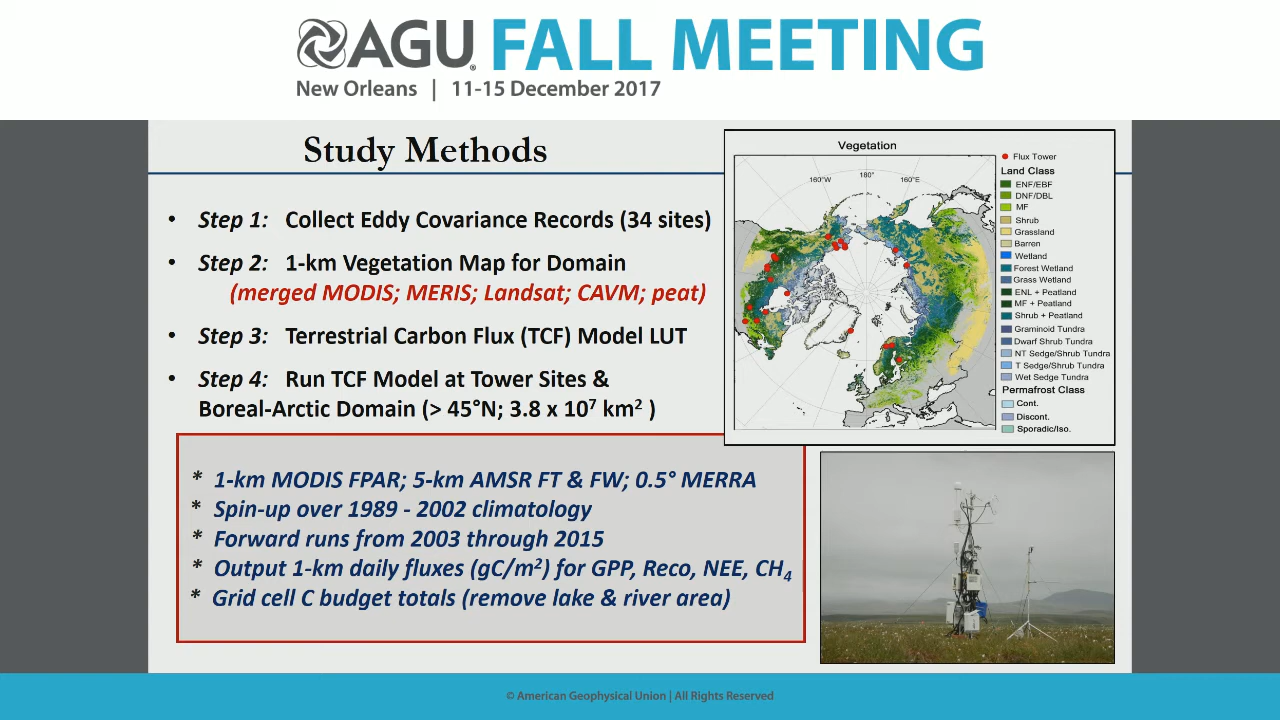 AGU FALL MEETING
New Orleans | 11-15 December 2017
Study Methods
• Step 1: Collect Eddy Covariance Records (34 sites)
• Step 2: 1-km Vegetation Map for Domain
(merged MODIS; MERIS; Landsat; CAVM; peat)
• Step 3: Terrestrial Carbon Flux (TCF) Model LUT
• Step 4: Run TCF Model at Tower Sites &
Boreal-Arctic Domain (> 45°N; 3.8 x 10⁷ km² )
* 1-km MODIS FPAR; 5-km AMSR FT & FW; 0.5° MERRA
* Spin-up over 1989 - 2002 climatology
* Forward runs from 2003 through 2015
* Output 1-km daily fluxes (gC/m²) for GPP, Reco, NEE, CH₄
* Grid cell C budget totals (remove lake & river area)
Vegetation
160°W 180° 160°E
Flux Tower
Land Class
ENF/EBF
DNF/DBL
MF
Shrub
Grassland
Barren
Wetland
Forest Wetland
Grass Wetland
ENL + Peatland
MF + Peatland
Shrub + Peatland
Graminoid Tundra
Dwarf Shrub Tundra
NT Sedge/Shrub Tundra
T Sedge/Shrub Tundra
Wet Sedge Tundra
Permafrost Class
Cont.
Discont.
Sporadic/Iso.
© American Geophysical Union | All Rights Reserved